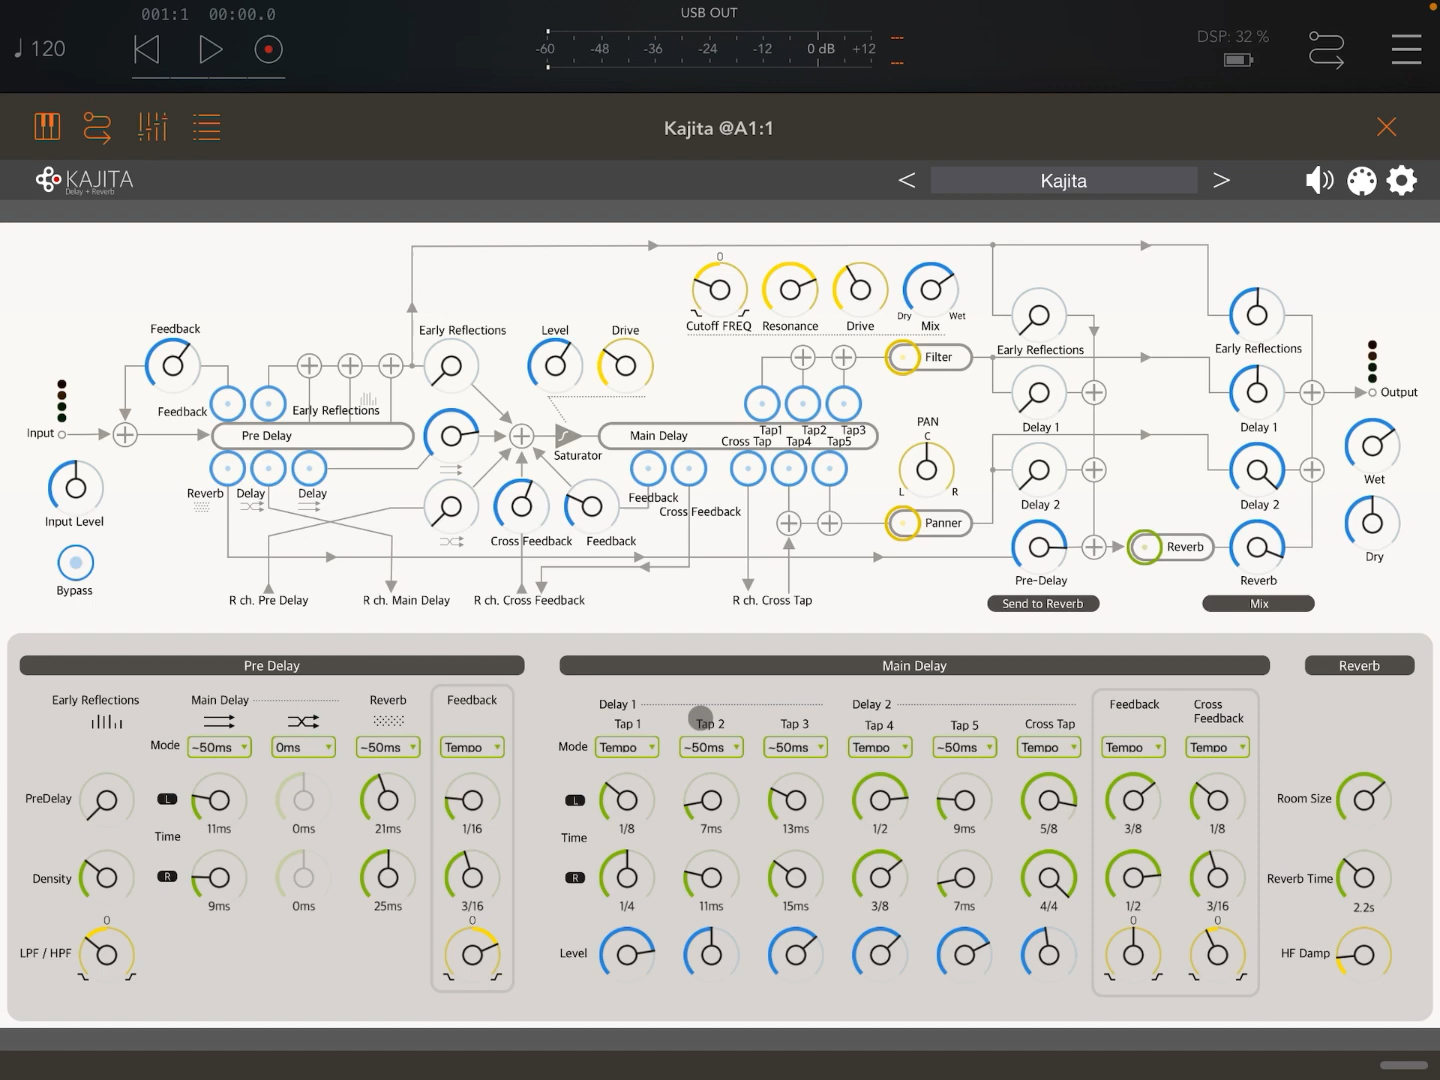 001:1 00:00.0
USB OUT
120
-60 -48 -36 -24 -12 0 dB +12
DSP: 32 %
Kajita @A1:1
KAJITA
Delay + Reverb
< Kajita >
0
Cutoff FREQ Resonance Drive Mix
Dry Wet
Feedback
Early Reflections
Level
Drive
Early Reflections
Early Reflections
Filter
Feedback
Early Reflections
Output
Input
Pre Delay
Main Delay
Tap1 Tap2 Tap3
Cross Tap Tap4 Tap5
Saturator
PAN
C
L R
Delay 1
Delay 1
Reverb Delay Delay
Feedback
Cross Feedback
Wet
Input Level
Delay 2
Delay 2
Cross Feedback Feedback
Panner
Reverb
Dry
Bypass
Pre-Delay
Reverb
R ch. Pre Delay
R ch. Main Delay
R ch. Cross Feedback
R ch. Cross Tap
Send to Reverb
Mix
Pre Delay
Main Delay
Reverb
Early Reflections Main Delay Reverb Feedback
Delay 1 Delay 2 Feedback Cross
Feedback
Tap 1 Tap 2 Tap 3 Tap 4 Tap 5 Cross Tap
Mode ~50ms 0ms ~50ms Tempo
Mode Tempo ~50ms ~50ms Tempo ~50ms Tempo Tempo Tempo
PreDelay L
L
Room Size
11ms 0ms 21ms 1/16
1/8 7ms 13mscampo 1/2 9ms 5/8 3/8 1/8
Time
Time
Density R
R
Reverb Time
9ms 0ms 25ms 3/16
1/4 11ms 15ms 3/8 7ms 4/4 1/2 3/16
2.2s
0 0 0 0
LPF / HPF
Level
HF Damp